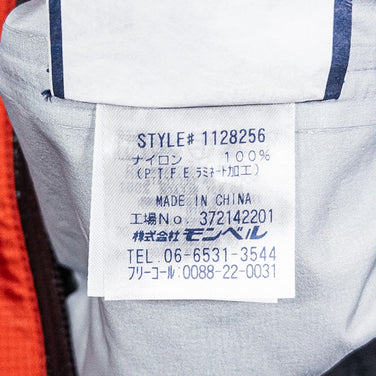 STYLE# 1128256
ナイロン 100%
(P.T.F.E.ラミネート加工)
MADE IN CHINA
工場No. 372142201
株式会社 モンベル
TEL. 06-6531-3544
フリーコール: 0088-22-0031